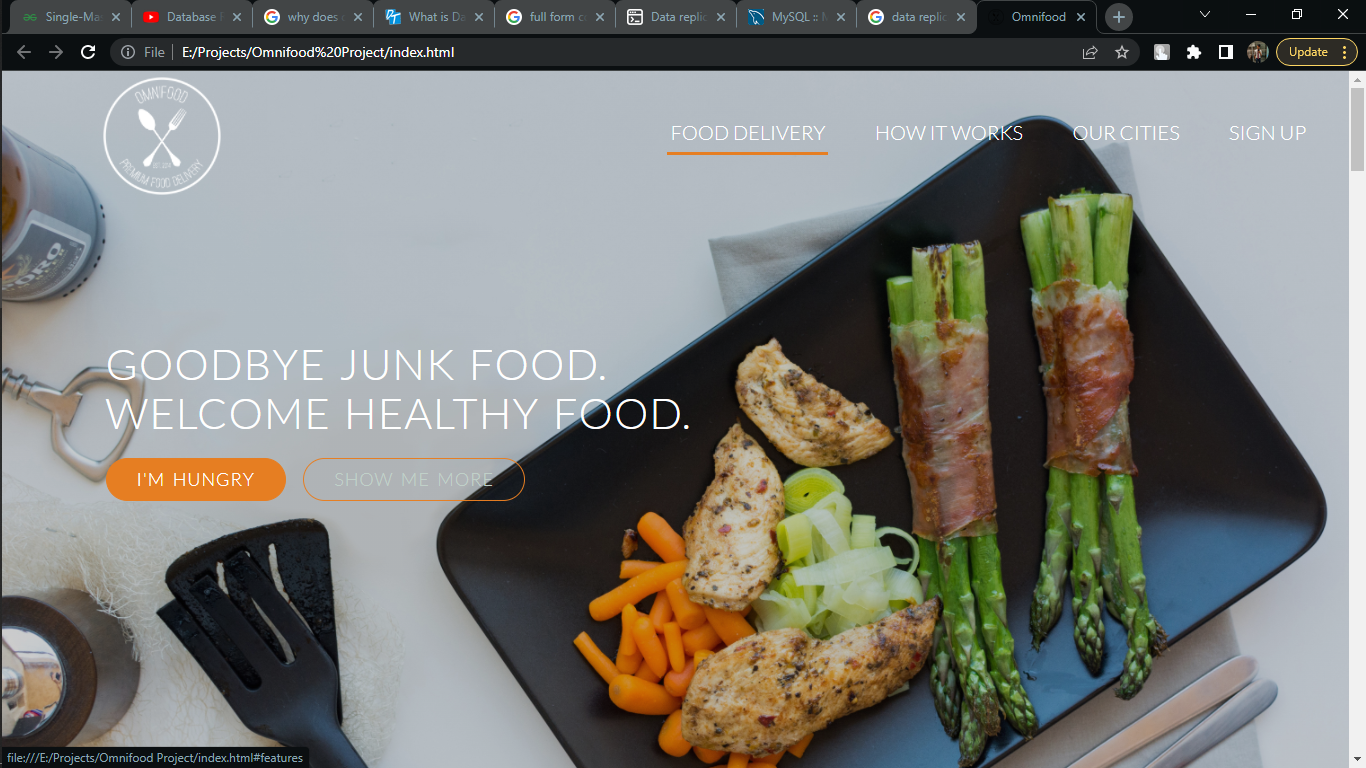 Single-Ma
Database
why does
What is Da
full form c
Data replic
MySQL ::
data replic
Omnifood
File
E:/Projects/Omnifood%20Project/index.html
Update
OMNIFOOD
PREMIUM FOOD DELIVERY
FOOD DELIVERY
HOW IT WORKS
OUR CITIES
SIGN UP
GOODBYE JUNK FOOD.
WELCOME HEALTHY FOOD.
I'M HUNGRY
SHOW ME MORE
file:///E:/Projects/Omnifood Project/index.html#features